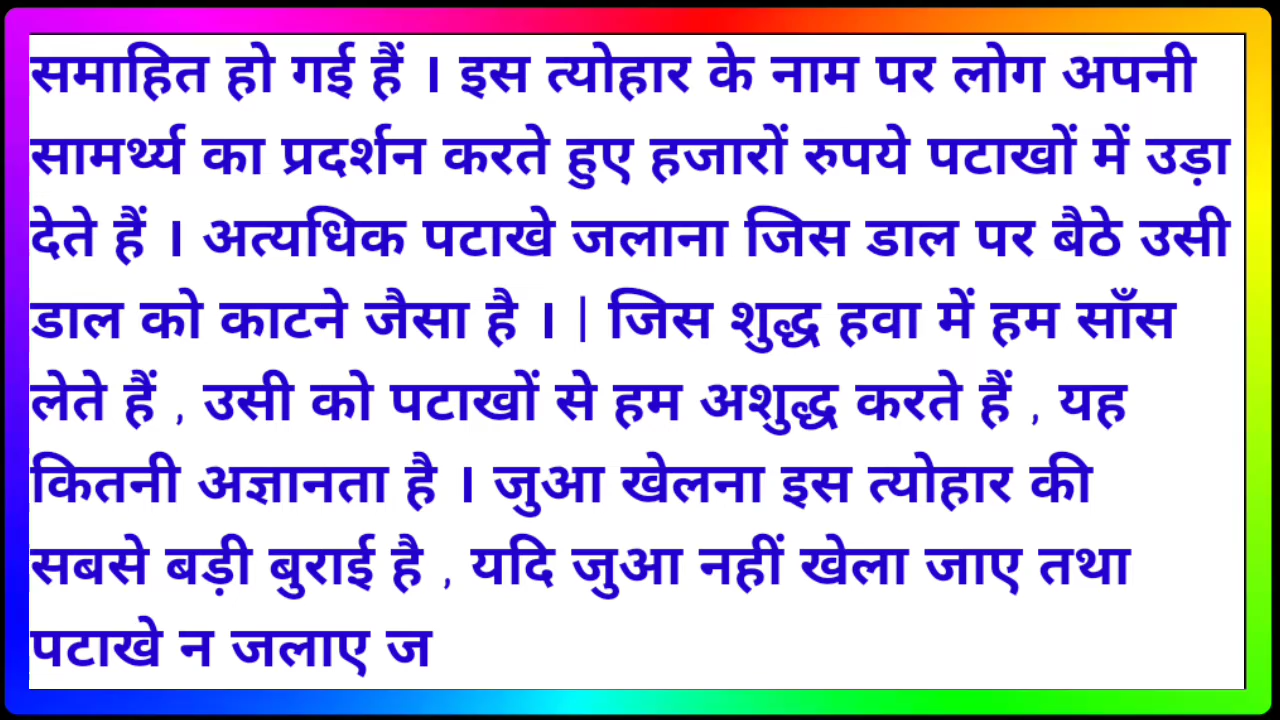 समाहित हो गई हैं । इस त्योहार के नाम पर लोग अपनी
सामर्थ्य का प्रदर्शन करते हुए हजारों रुपये पटाखों में उड़ा
देते हैं । अत्यधिक पटाखे जलाना जिस डाल पर बैठे उसी
डाल को काटने जैसा है । | जिस शुद्ध हवा में हम साँस
लेते हैं , उसी को पटाखों से हम अशुद्ध करते हैं , यह
कितनी अज्ञानता है । जुआ खेलना इस त्योहार की
सबसे बड़ी बुराई है , यदि जुआ नहीं खेला जाए तथा
पटाखे न जलाए ज